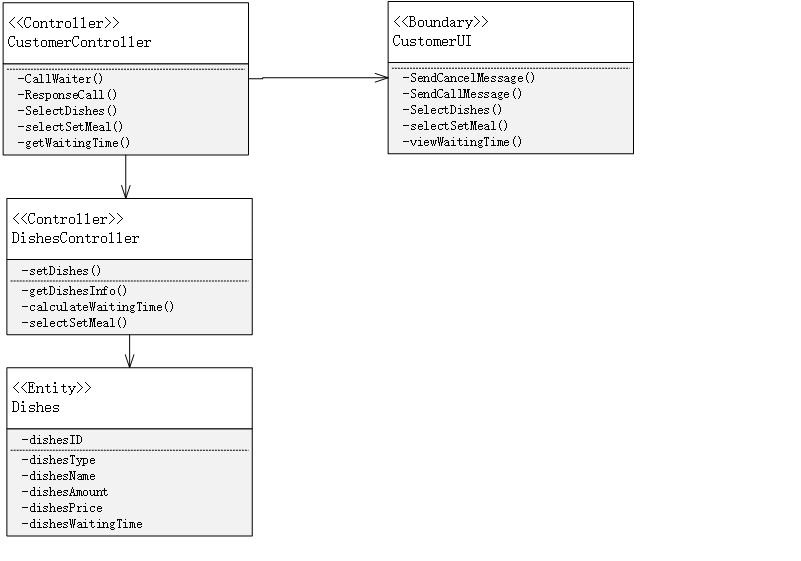 <<Controller>>
CustomerController
-CallWaiter()
-ResponseCall()
-SelectDishes()
-selectSetMeal()
-getWaitingTime()
<<Boundary>>
CustomerUI
-SendCancelMessage()
-SendCallMessage()
-SelectDishes()
-selectSetMeal()
-viewWaitingTime()
<<Controller>>
DishesController
-setDishes()
-getDishesInfo()
-calculateWaitingTime()
-selectSetMeal()
<<Entity>>
Dishes
-dishesID
-dishesType
-dishesName
-dishesAmount
-dishesPrice
-dishesWaitingTime